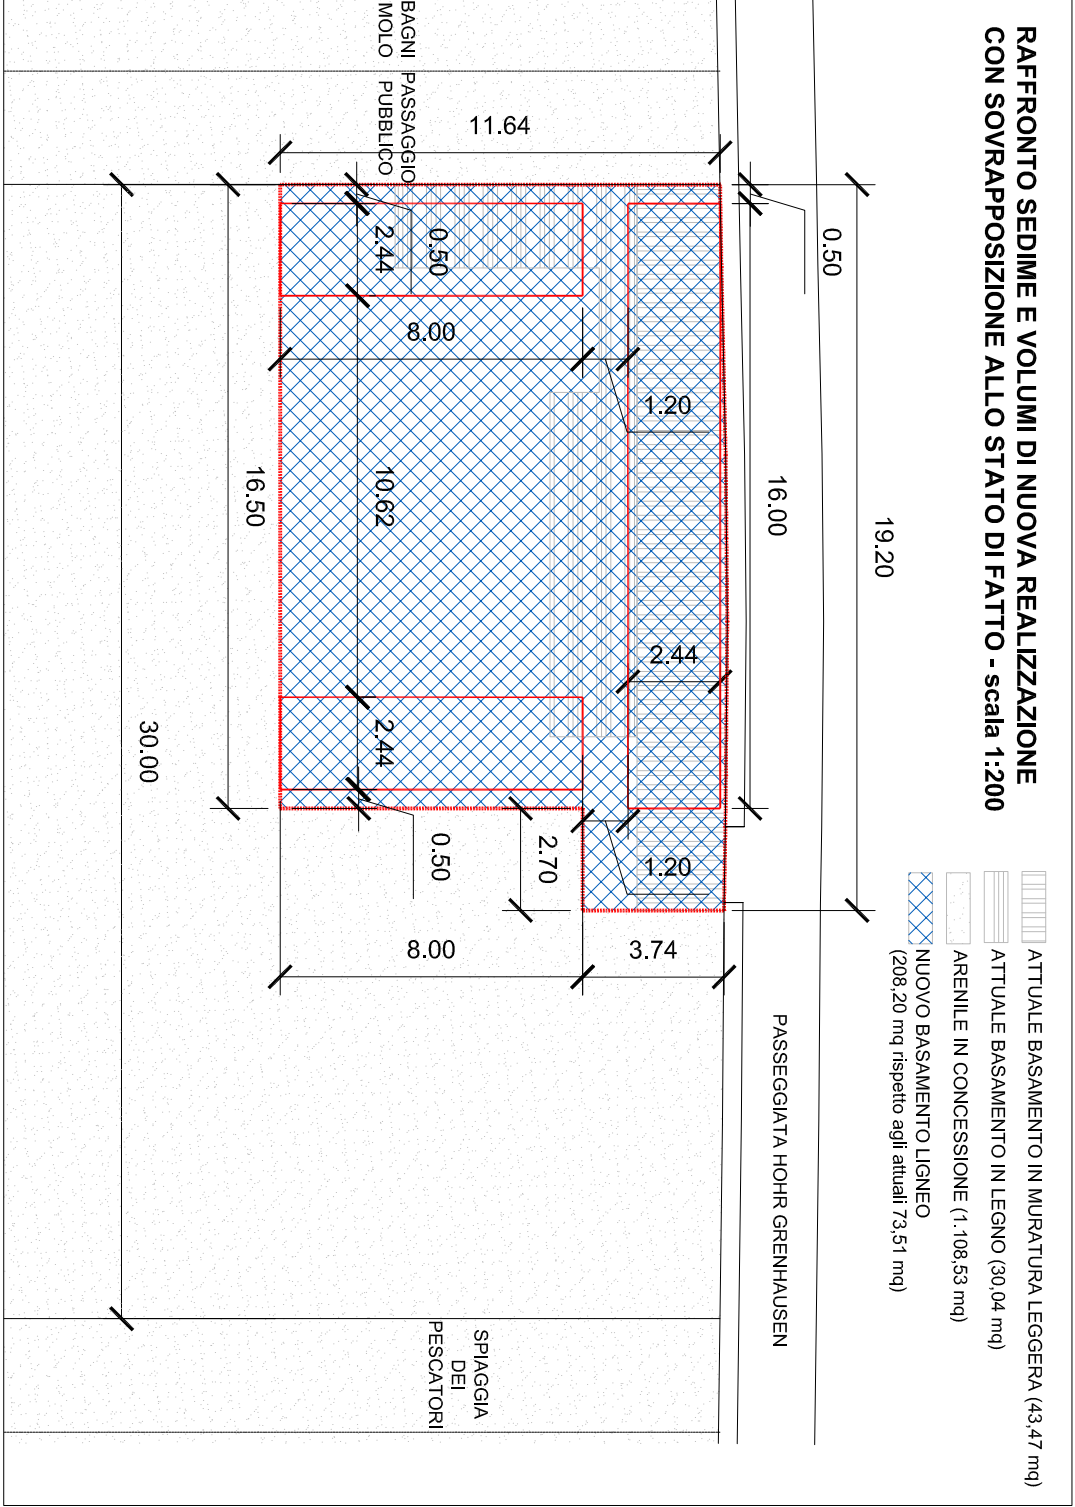 RAFFRONTO SEDIME E VOLUMI DI NUOVA REALIZZAZIONE
CON SOVRAPPOSIZIONE ALLO STATO DI FATTO - scala 1:200
ATTUALE BASAMENTO IN MURATURA LEGGERA (43,47 mq)
ATTUALE BASAMENTO IN LEGNO (30,04 mq)
ARENILE IN CONCESSIONE (1.108,53 mq)
NUOVO BASAMENTO LIGNEO
(208,20 mq rispetto agli attuali 73,51 mq)
19.20
0.50
16.00
PASSEGGIATA HOHR GRENHAUSEN
11.64
1.20
2.44
1.20
3.74
BAGNI
MOLO
PASSAGGIO
PUBBLICO
0.50
2.44
8.00
10.62
2.44
0.50
2.70
8.00
SPIAGGIA
DEI
PESCATORI
16.50
30.00